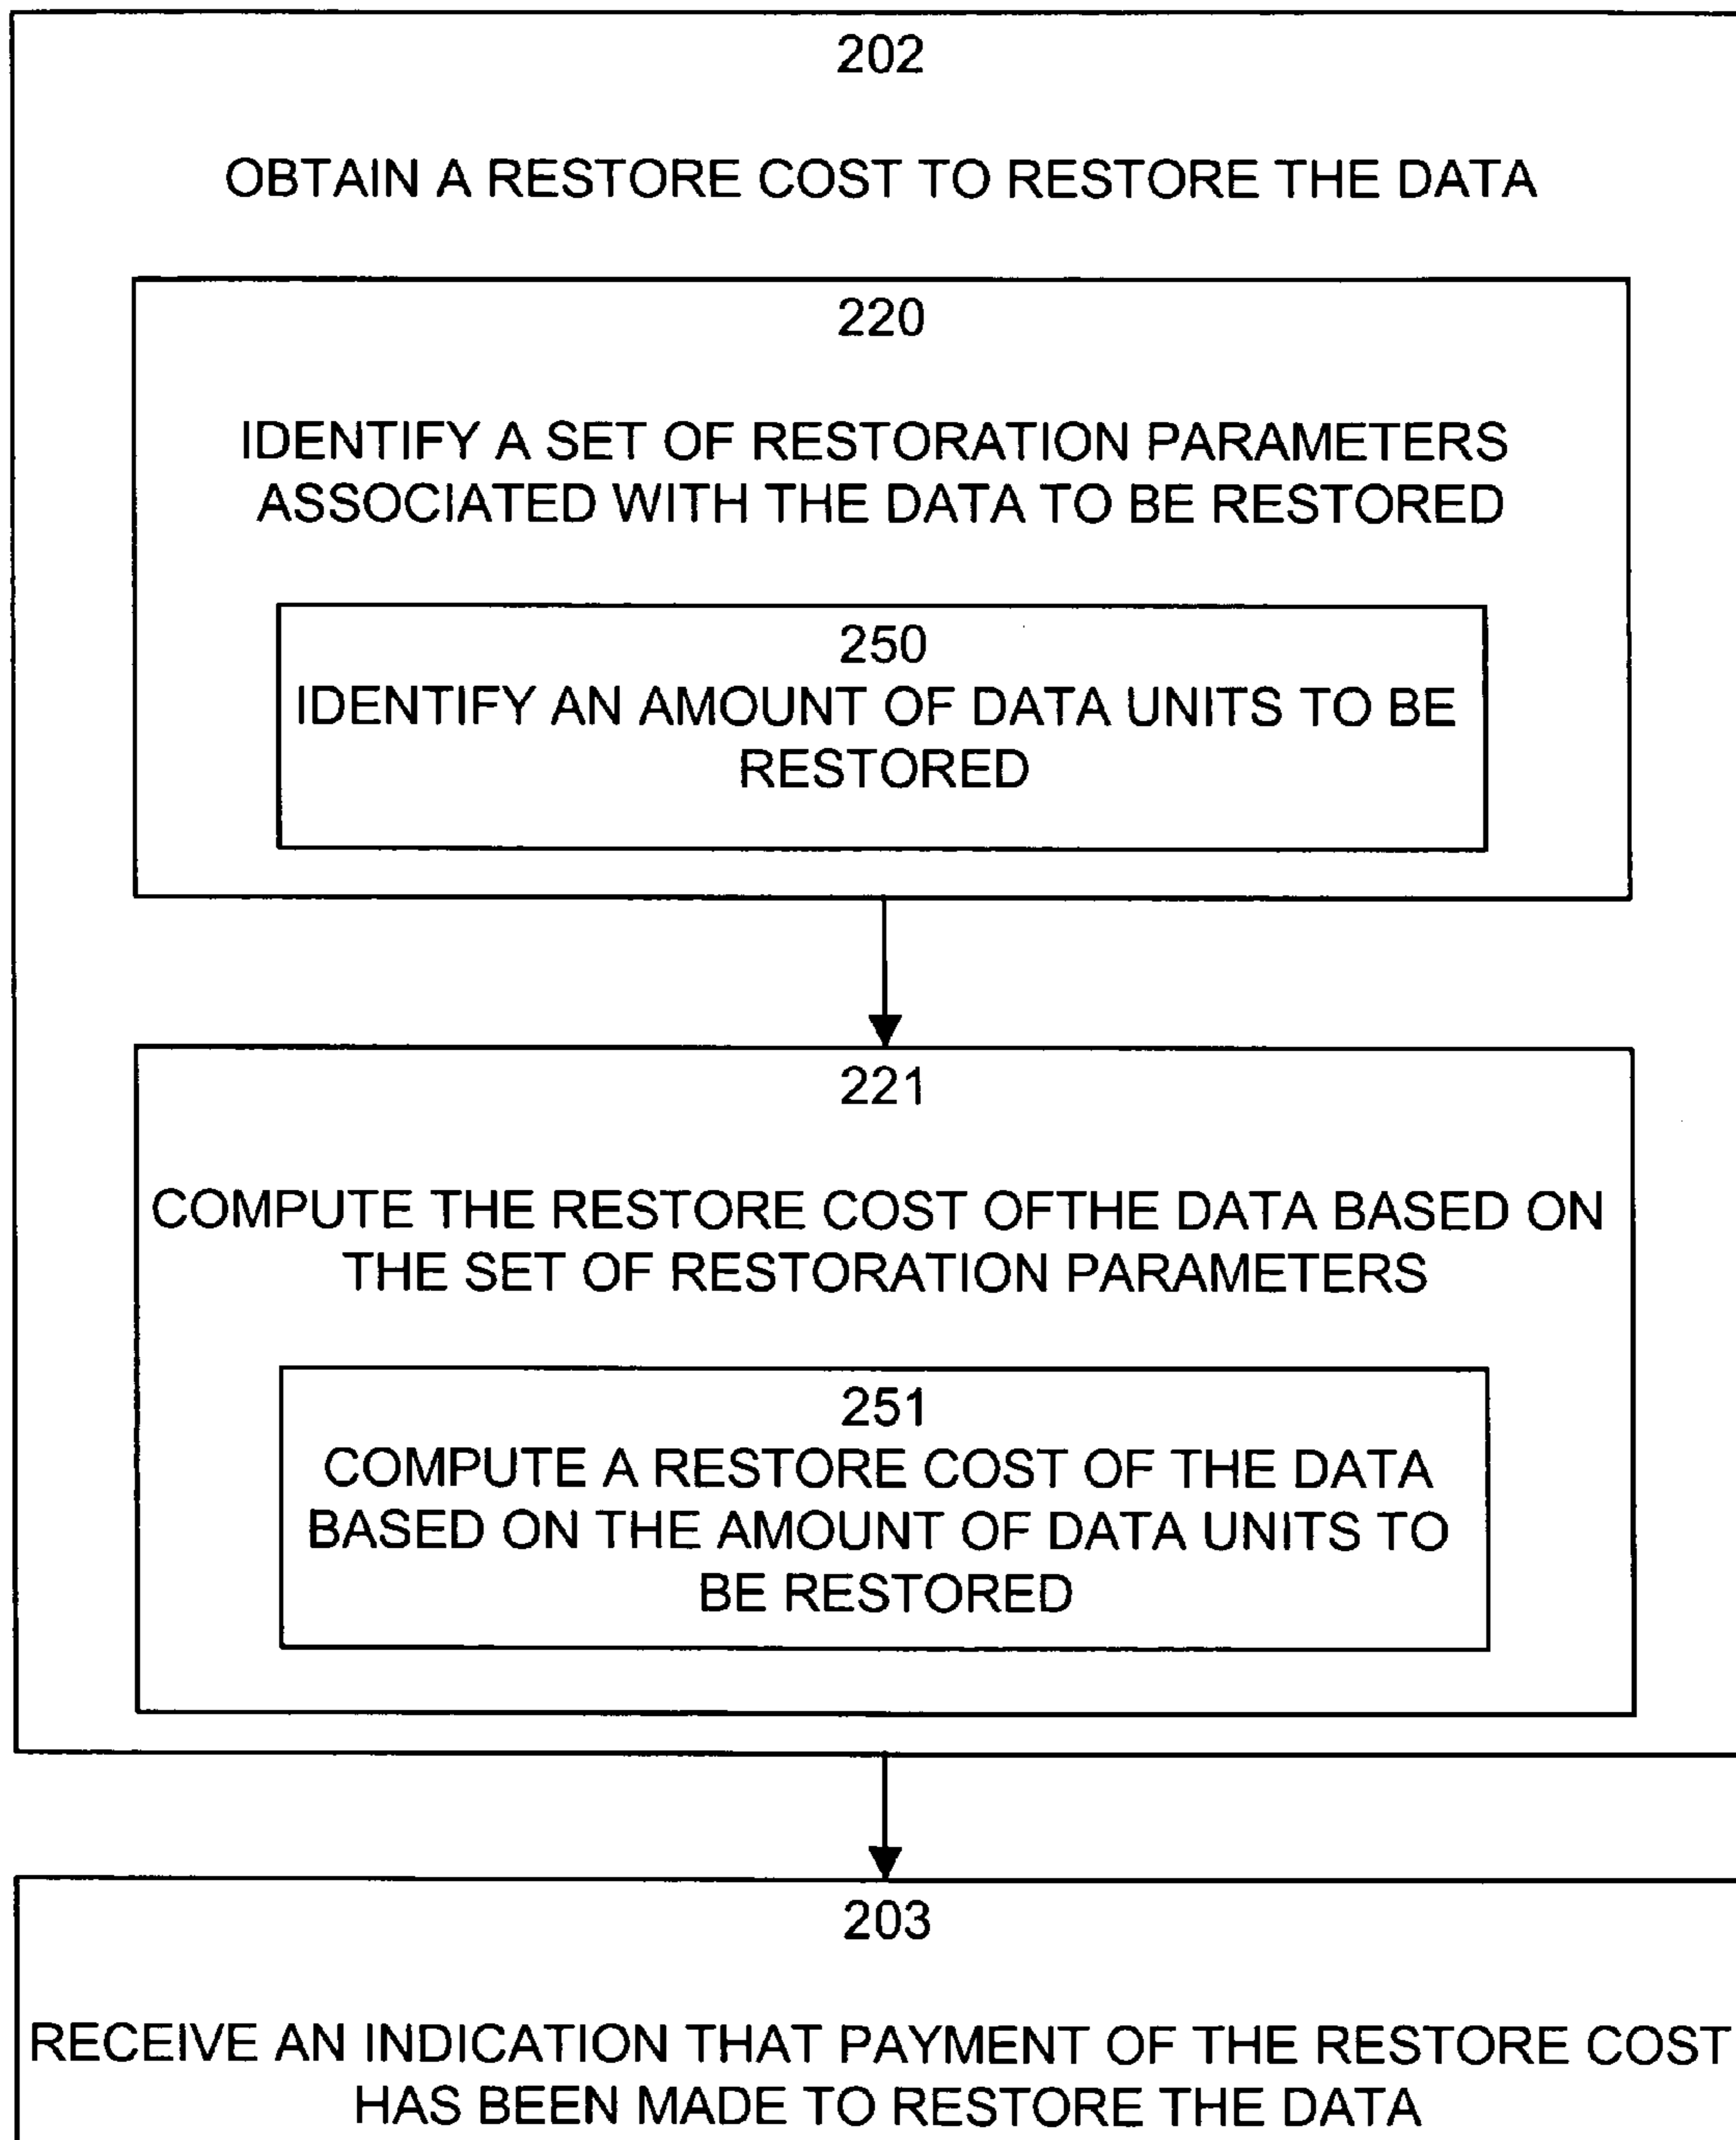 202
OBTAIN A RESTORE COST TO RESTORE THE DATA
220
IDENTIFY A SET OF RESTORATION PARAMETERS
ASSOCIATED WITH THE DATA TO BE RESTORED
250
IDENTIFY AN AMOUNT OF DATA UNITS TO BE
RESTORED
221
COMPUTE THE RESTORE COST OFTHE DATA BASED ON
THE SET OF RESTORATION PARAMETERS
251
COMPUTE A RESTORE COST OF THE DATA
BASED ON THE AMOUNT OF DATA UNITS TO
BE RESTORED
203
RECEIVE AN INDICATION THAT PAYMENT OF THE RESTORE COST
HAS BEEN MADE TO RESTORE THE DATA